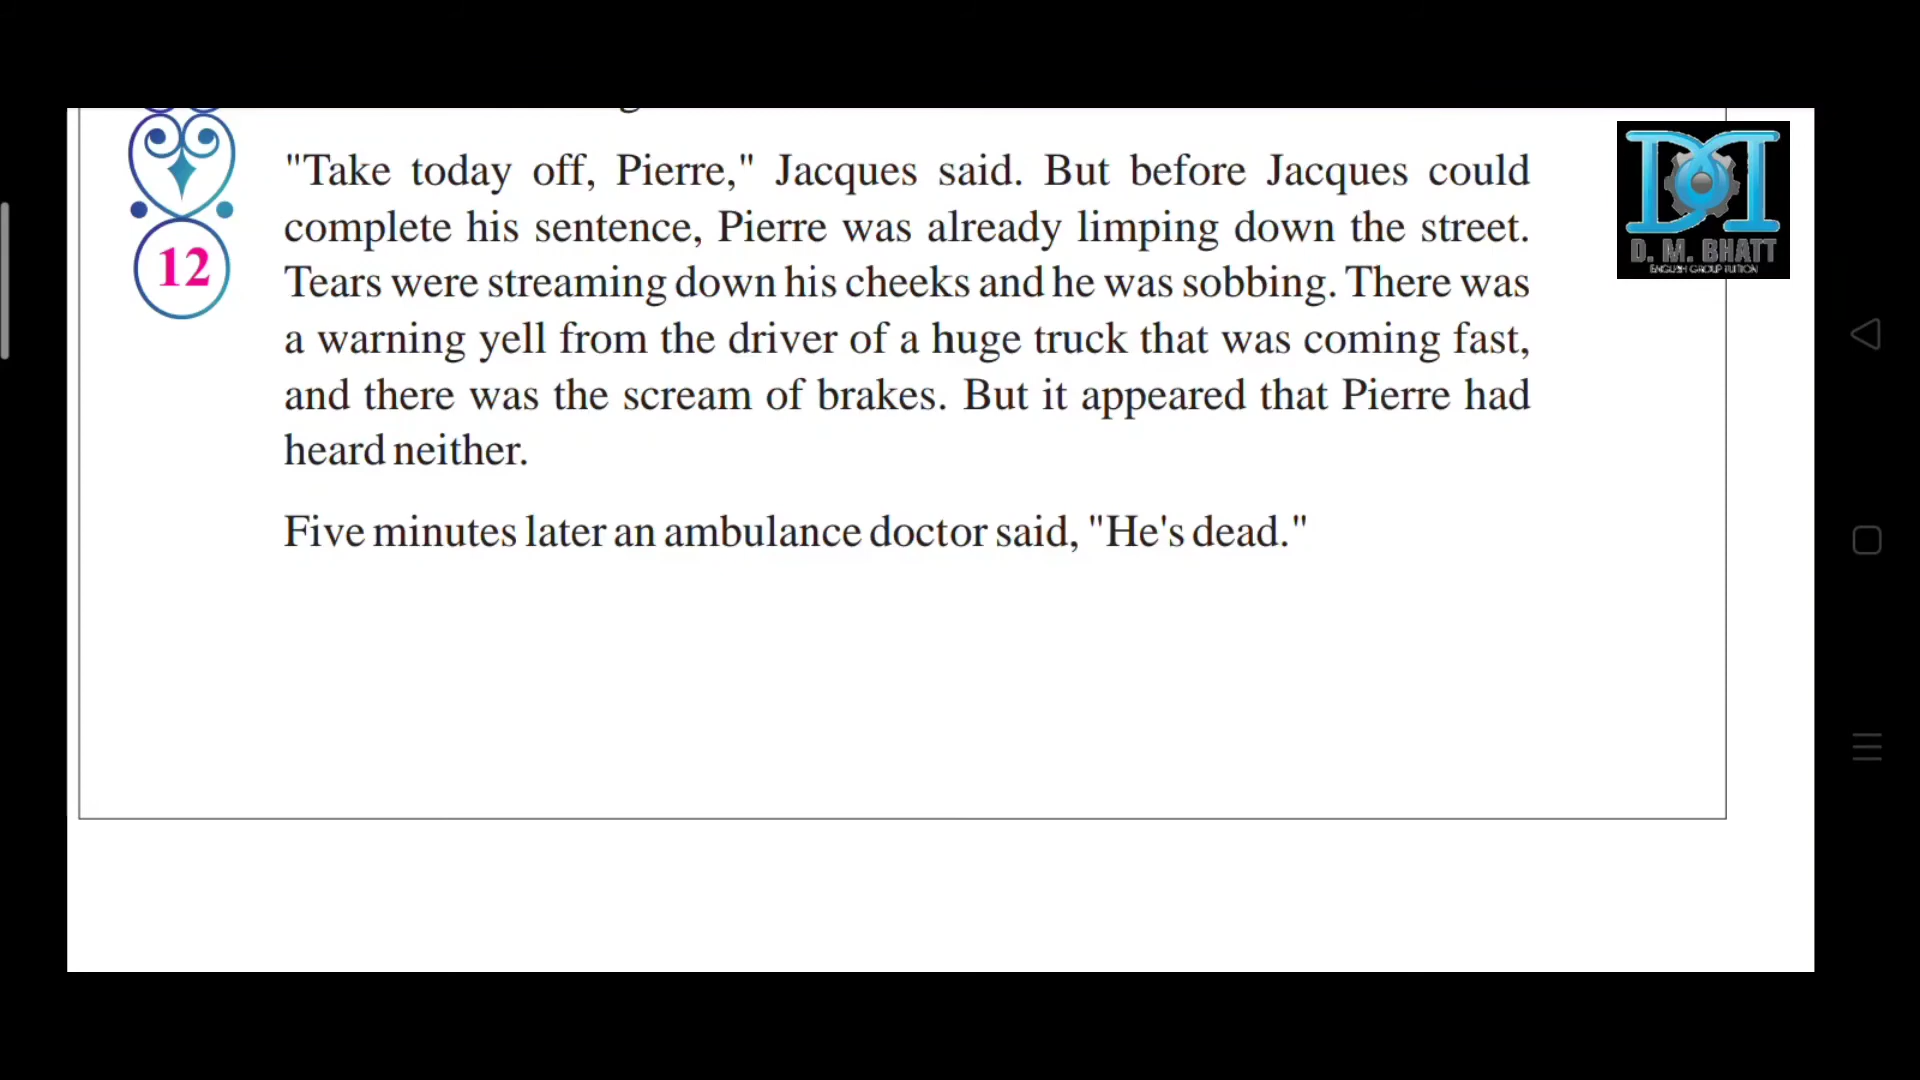 "Take today off, Pierre," Jacques said. But before Jacques could
complete his sentence, Pierre was already limping down the street.
Tears were streaming down his cheeks and he was sobbing. There was
a warning yell from the driver of a huge truck that was coming fast,
and there was the scream of brakes. But it appeared that Pierre had
heard neither.
Five minutes later an ambulance doctor said, "He's dead."
12
D. M. BHATT
ENGLISH GROUP TUITION